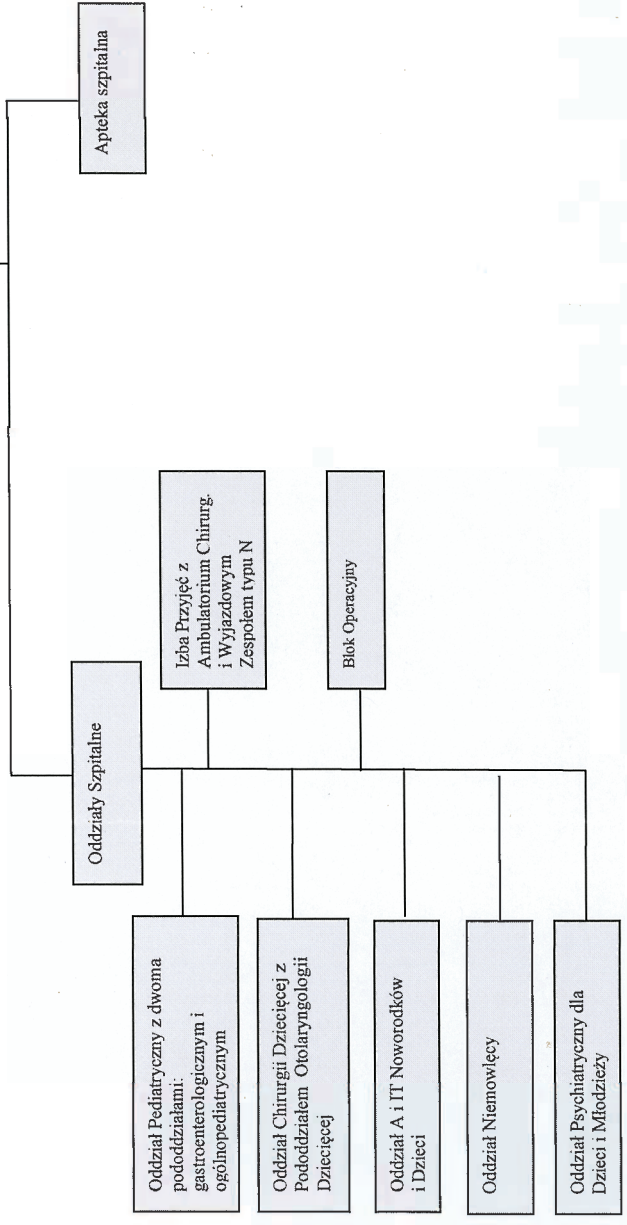 Apteka szpitalna
Oddziały Szpitalne
Izba Przyjęć z
Ambulatorium Chirurg.
i Wyjazdowym
Zespołem typu N
Blok Operacyjny
Oddział Pediatryczny z dwoma
pododdziałami:
gastroenterologicznym i
ogólnopediatrycznym
Oddział Chirurgii Dziecięcej z
Pododdziałem Otolaryngologii
Dziecięcej
Oddział A i IT Noworodków
i Dzieci
Oddział Niemowlęcy
Oddział Psychiatryczny dla
Dzieci i Młodzieży